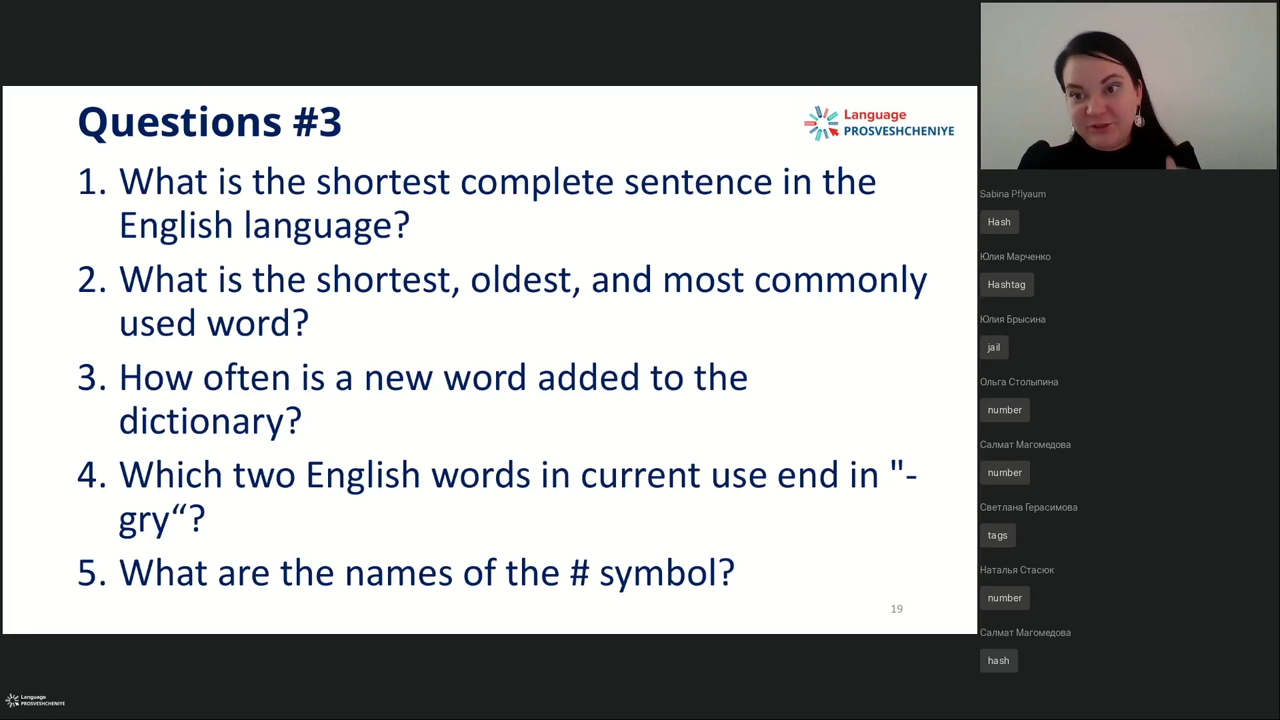 Questions #3
Language
PROSVESHCHENIYE
1. What is the shortest complete sentence in the
English language?
2. What is the shortest, oldest, and most commonly
used word?
3. How often is a new word added to the
dictionary?
4. Which two English words in current use end in "-
gry“?
5. What are the names of the # symbol?
19
Sabina Pflyaum
Hash
Юлия Марченко
Hashtag
Юлия Брысина
jail
Ольга Столыпина
number
Салмат Магомедова
number
Светлана Герасимова
tags
Наталья Стасюк
number
Салмат Магомедова
hash
Language
PROSVESHCHENIYE